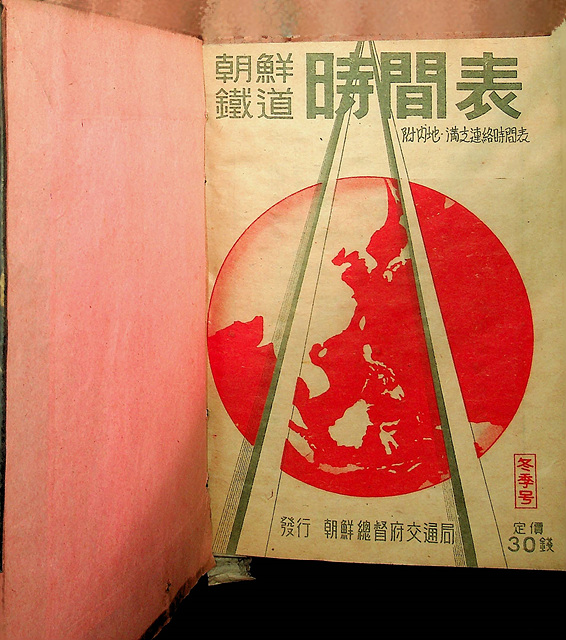 朝鮮
鐵道
時間表
附内地・満支連絡時間表
冬季号
發行 朝鮮總督府交通局
定價
30錢